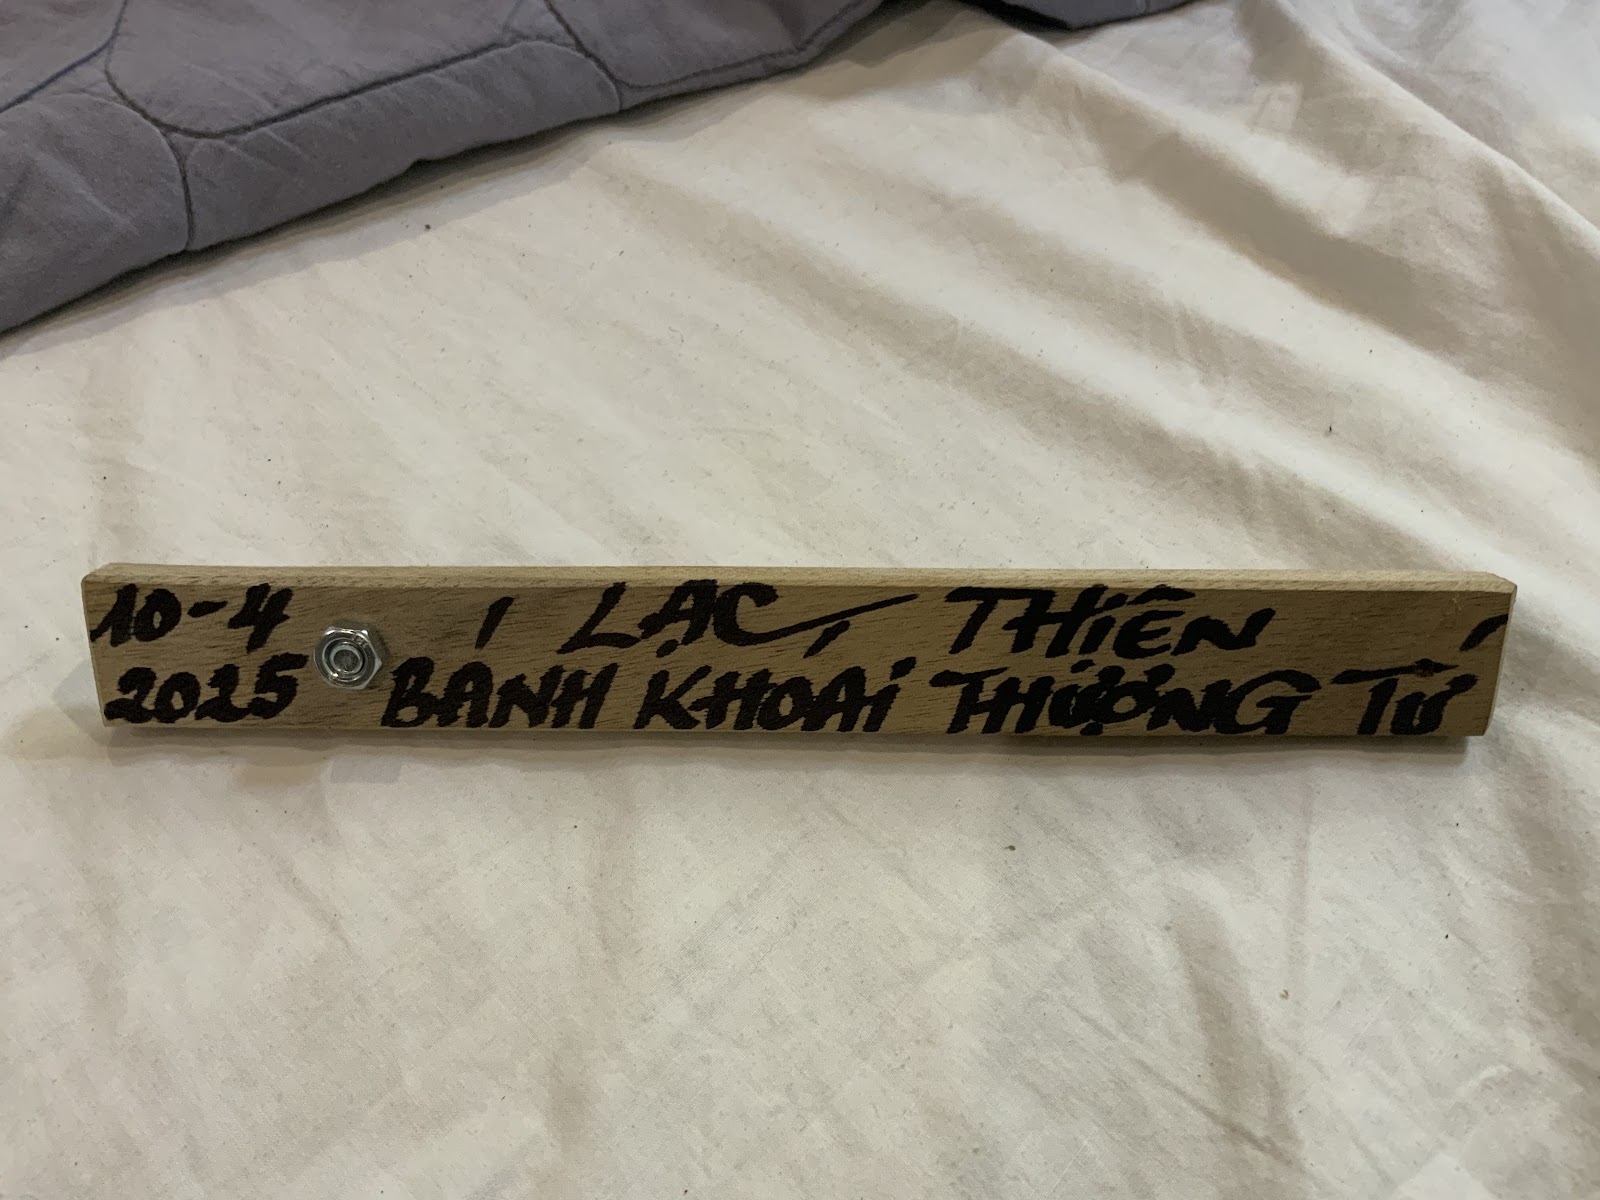 10-4 LẠC THIÊN
2025 BÁNH KHOÁI THƯỢNG TỨ